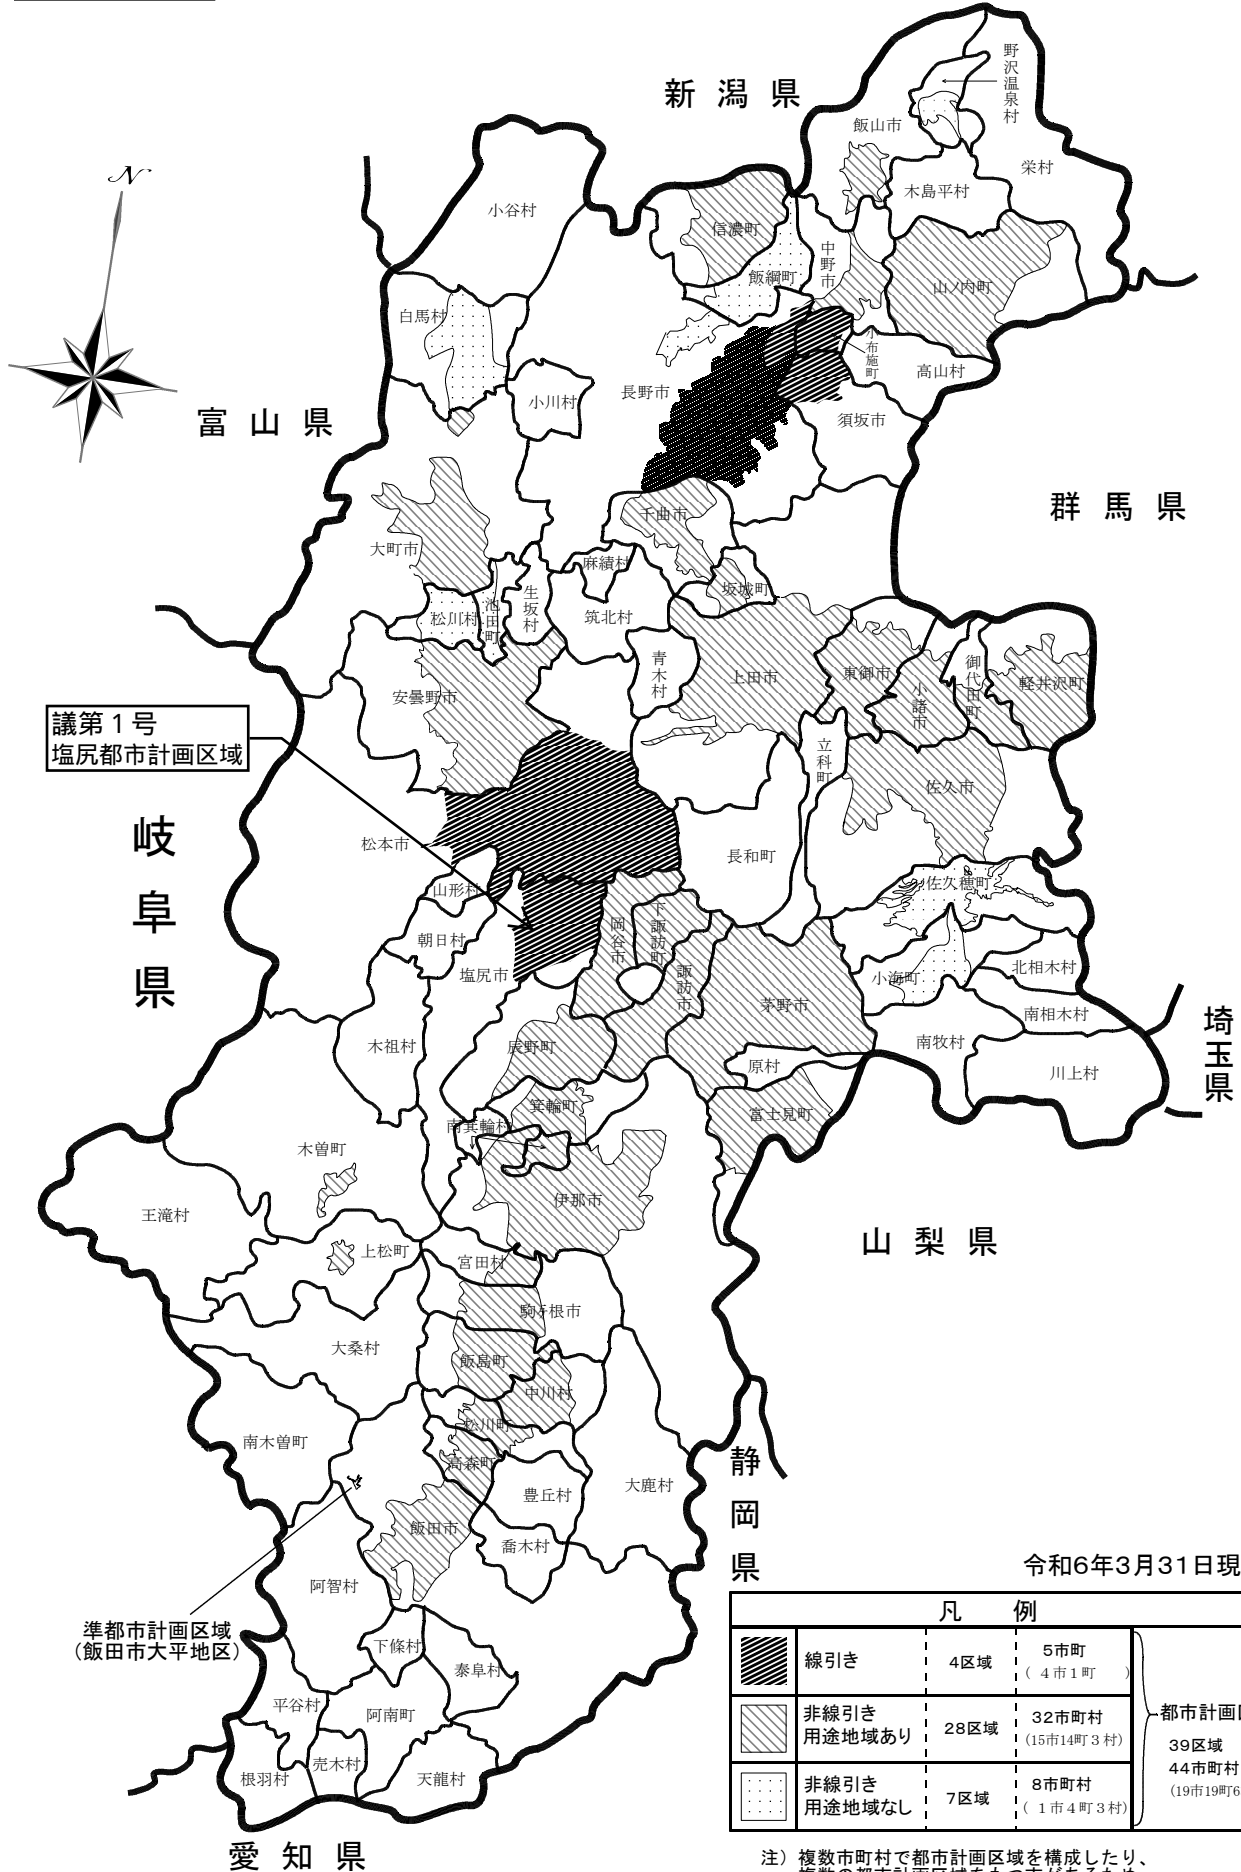 N
新潟県
野沢温泉村
飯山市
栄村
木島平村
小谷村
信濃町
中野市
飯綱町
山ノ内町
白馬村
小布施町
高山村
富山県
小川村
長野市
須坂市
群馬県
千曲市
大町市
麻績村
坂城町
松川村
池田町
生坂村
筑北村
青木村
上田市
東御市
小諸市
御代田町
軽井沢町
安曇野市
議第1号
塩尻都市計画区域
立科町
佐久市
岐阜県
松本市
長和町
山形村
佐久穂町
朝日村
岡谷市
下諏訪町
諏訪市
塩尻市
小海町
北相木村
茅野市
南相木村
埼玉県
木祖村
辰野町
南牧村
原村
川上村
箕輪町
富士見町
南箕輪村
木曽町
伊那市
王滝村
山梨県
上松町
宮田村
駒ヶ根市
大桑村
飯島町
中川村
松川町
南木曽町
高森町
静岡県
豊丘村
大鹿村
飯田市
喬木村
阿智村
準都市計画区域
(飯田市大平地区)
下條村
泰阜村
平谷村
阿南町
売木村
根羽村
天龍村
愛知県
令和6年3月31日現
凡 例
線引き 4区域 5市町
(4市1町 )
非線引き
用途地域あり 28区域 32市町村
(15市14町3村)
非線引き
用途地域なし 7区域 8市町村
(1市4町3村)
都市計画区
39区域
44市町村
(19市19町6
注) 複数市町村で都市計画区域を構成したり、